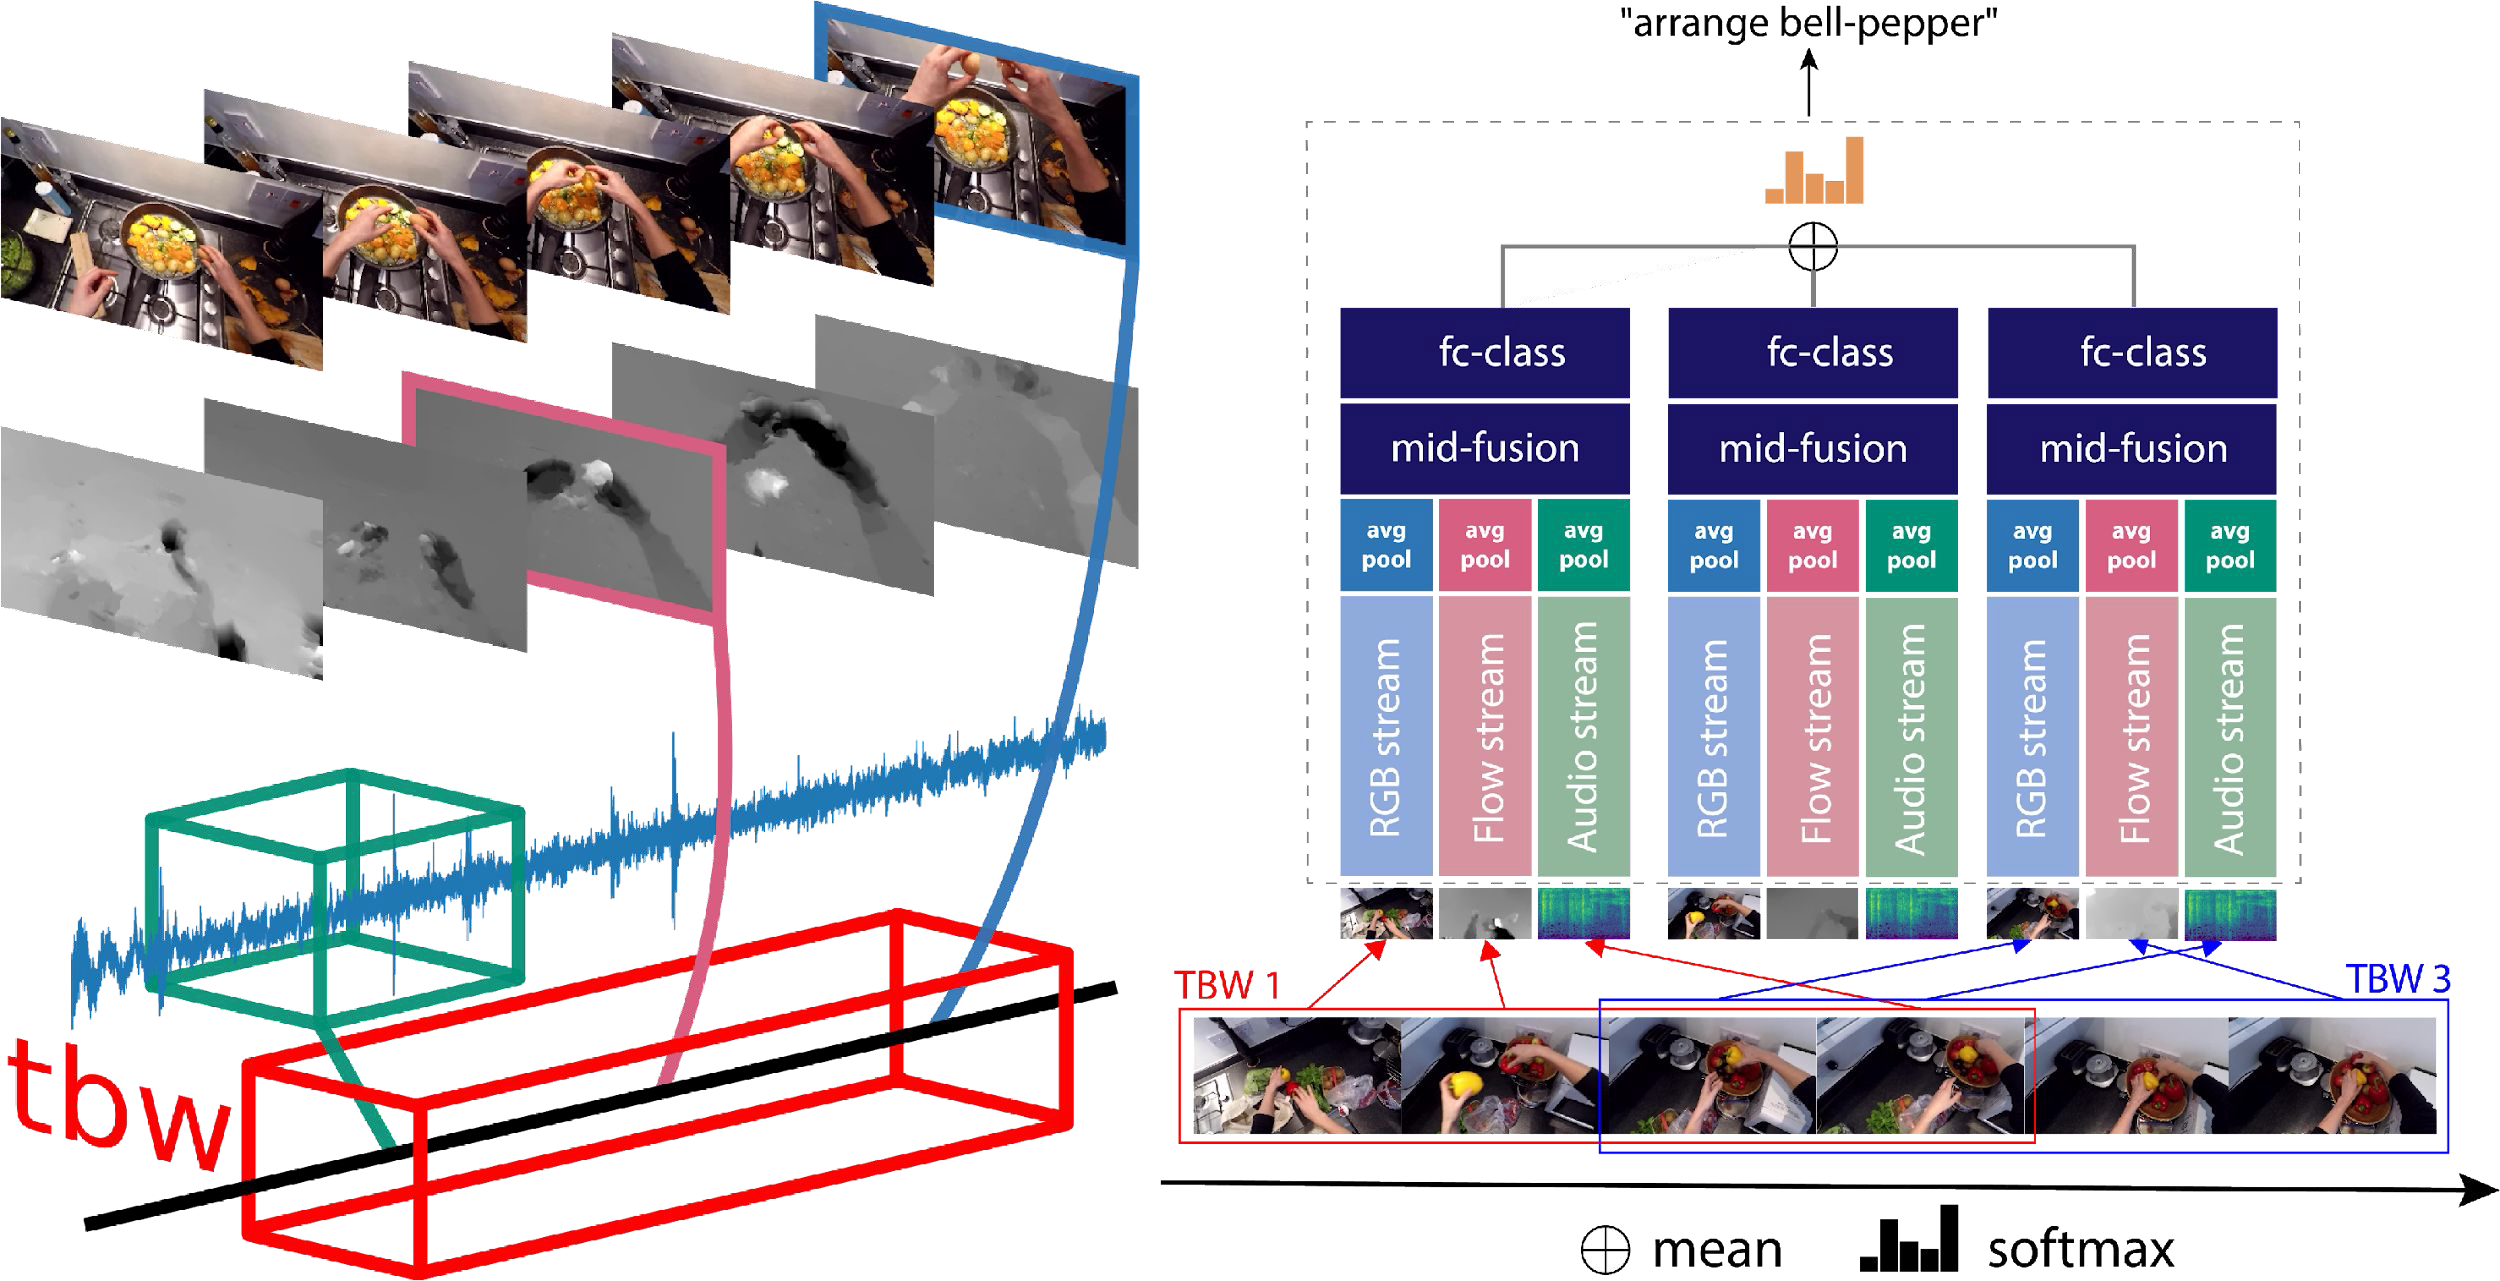 "arrange bell-pepper"
fc-class
fc-class
fc-class
mid-fusion
mid-fusion
mid-fusion
avg
pool
avg
pool
avg
pool
avg
pool
avg
pool
avg
pool
avg
pool
avg
pool
avg
pool
RGB stream
Flow stream
Audio stream
RGB stream
Flow stream
Audio stream
RGB stream
Flow stream
Audio stream
TBW 1
TBW 3
tbw
mean
softmax